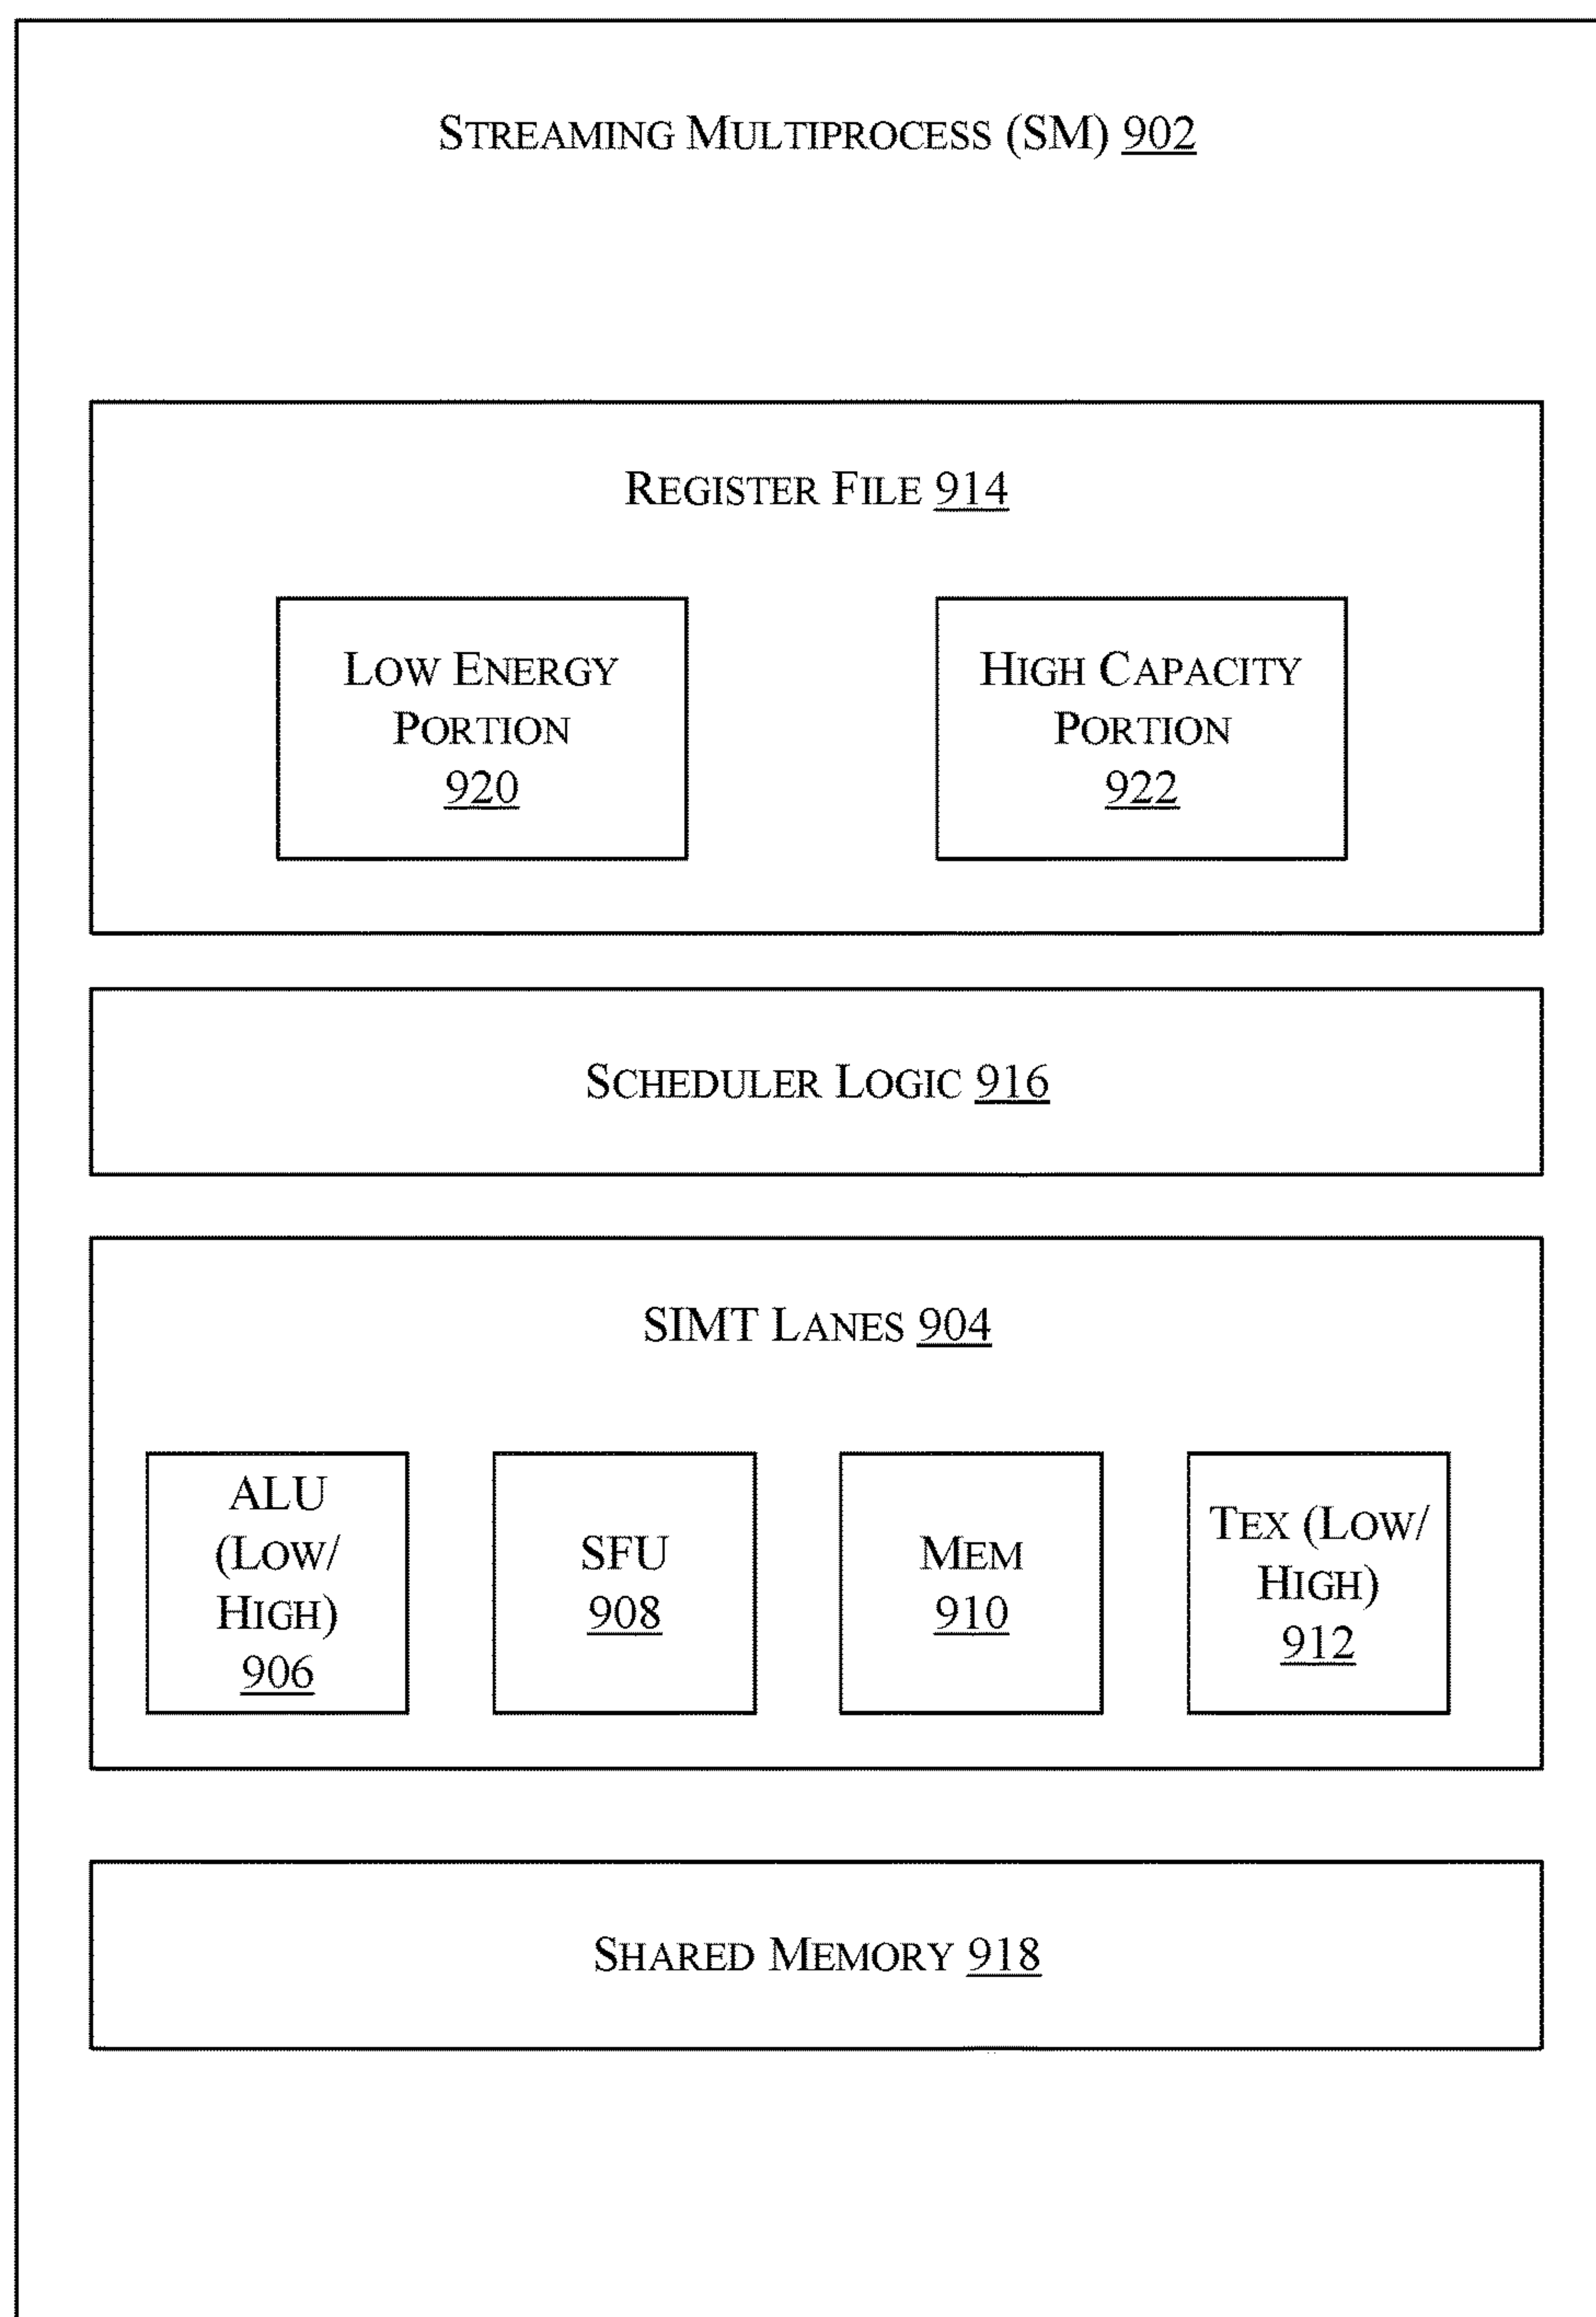 STREAMING MULTIPROCESS (SM) 902
REGISTER FILE 914
LOW ENERGY
PORTION
920
HIGH CAPACITY
PORTION
922
SCHEDULER LOGIC 916
SIMT LANES 904
ALU
(LOW/
HIGH)
906
SFU
908
MEM
910
TEX (LOW/
HIGH)
912
SHARED MEMORY 918